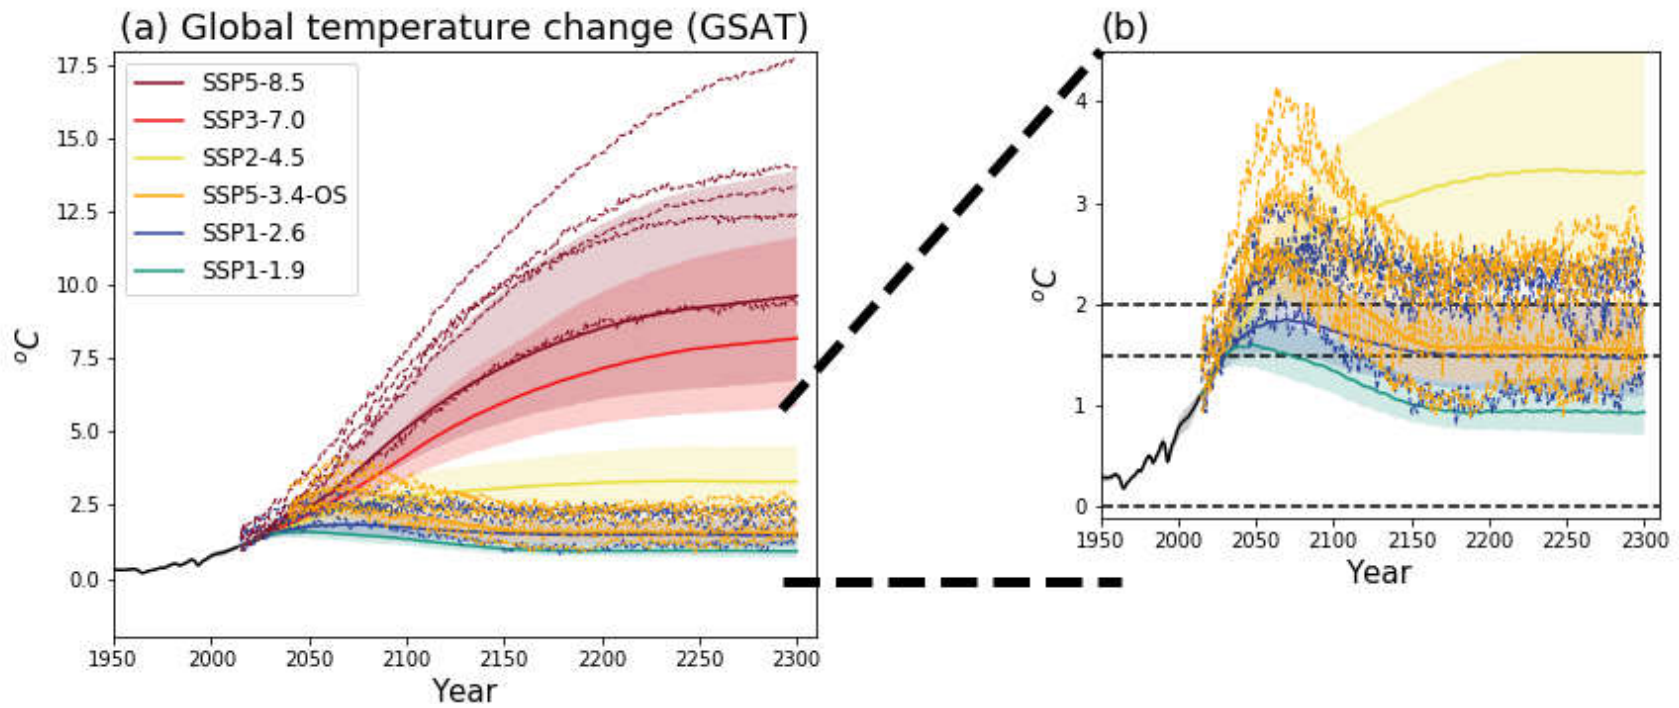 (a) Global temperature change (GSAT)
17.5
15.0
12.5
10.0
7.5
5.0
2.5
0.0
°C
SSP5-8.5
SSP3-7.0
SSP2-4.5
SSP5-3.4-OS
SSP1-2.6
SSP1-1.9
1950 2000 2050 2100 2150 2200 2250 2300
Year
(b)
4
3
2
1
0
°C
1950 2000 2050 2100 2150 2200 2250 2300
Year